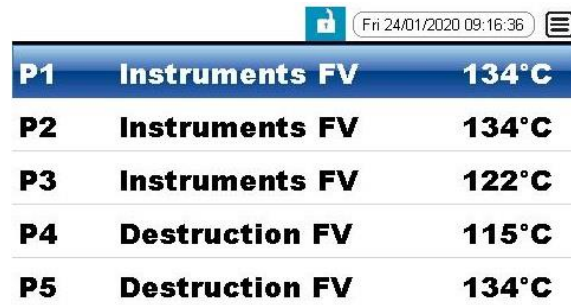 Fri 24/01/2020 09:16:36
P1 Instruments FV 134°C
P2 Instruments FV 134°C
P3 Instruments FV 122°C
P4 Destruction FV 115°C
P5 Destruction FV 134°C